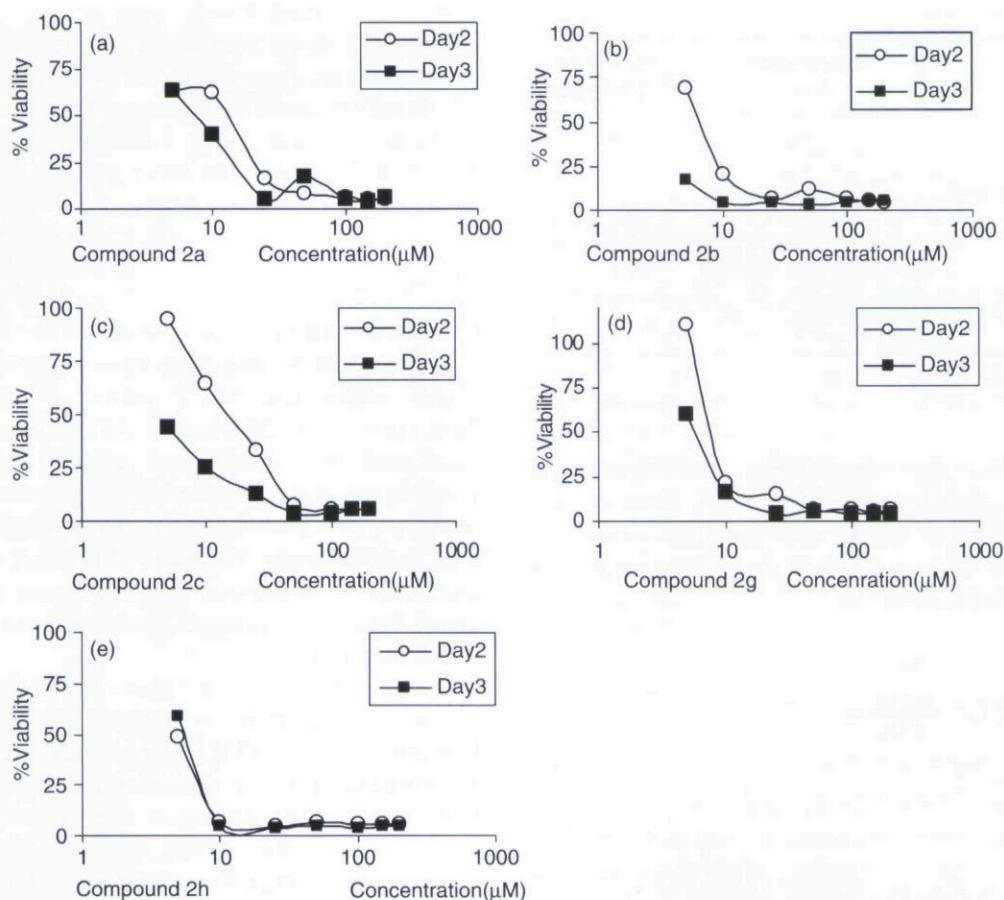 (a)
100
75
50
25
0
% Viability
Day2
Day3
1
10
100
1000
Compound 2a
Concentration(µM)
(b)
100
75
50
25
0
% Viability
Day2
Day3
1
10
100
1000
Compound 2b
Concentration(µM)
(c)
100
75
50
25
0
%Viability
Day2
Day3
1
10
100
1000
Compound 2c
Concentration(µM)
(d)
100
75
50
25
0
%Viability
Day2
Day3
1
10
100
1000
Compound 2g
Concenration(µM)
(e)
100
75
50
25
0
%Viability
Day2
Day3
1
10
100
1000
Compound 2h
Concentration(µM)